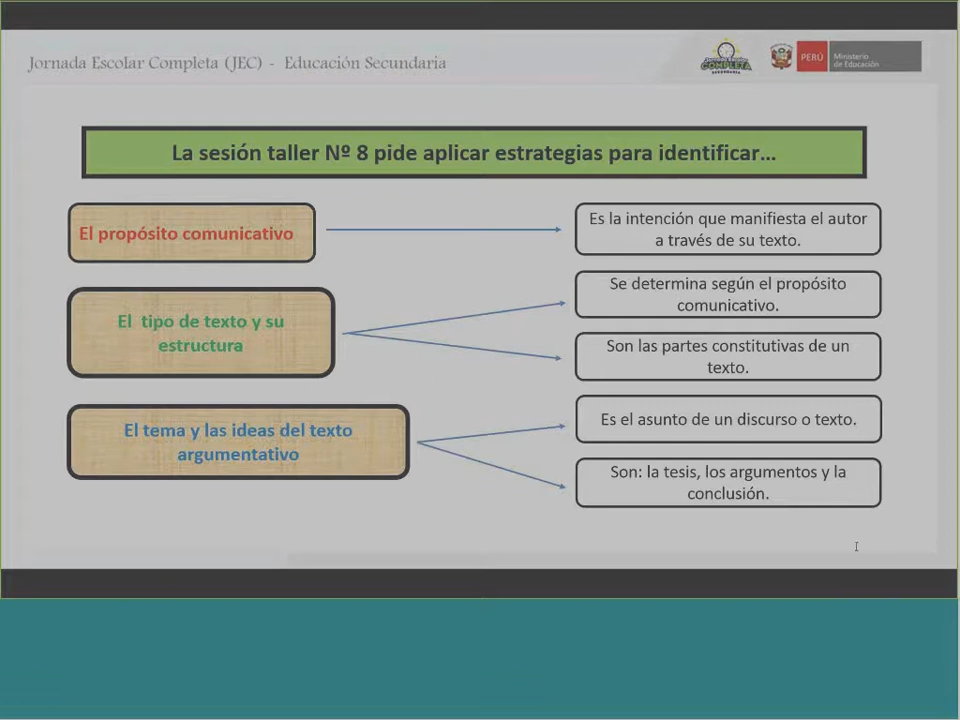 Jornada Escolar Completa (JEC) - Educación Secundaria
COMPLETA
SECUNDARIA
PERÚ
Ministerio
de Educación
La sesión taller Nº 8 pide aplicar estrategias para identificar...
El propósito comunicativo
Es la intención que manifiesta el autor
a través de su texto.
El tipo de texto y su
estructura
Se determina según el propósito
comunicativo.
Son las partes constitutivas de un
texto.
El tema y las ideas del texto
argumentativo
Es el asunto de un discurso o texto.
Son: la tesis, los argumentos y la
conclusión.